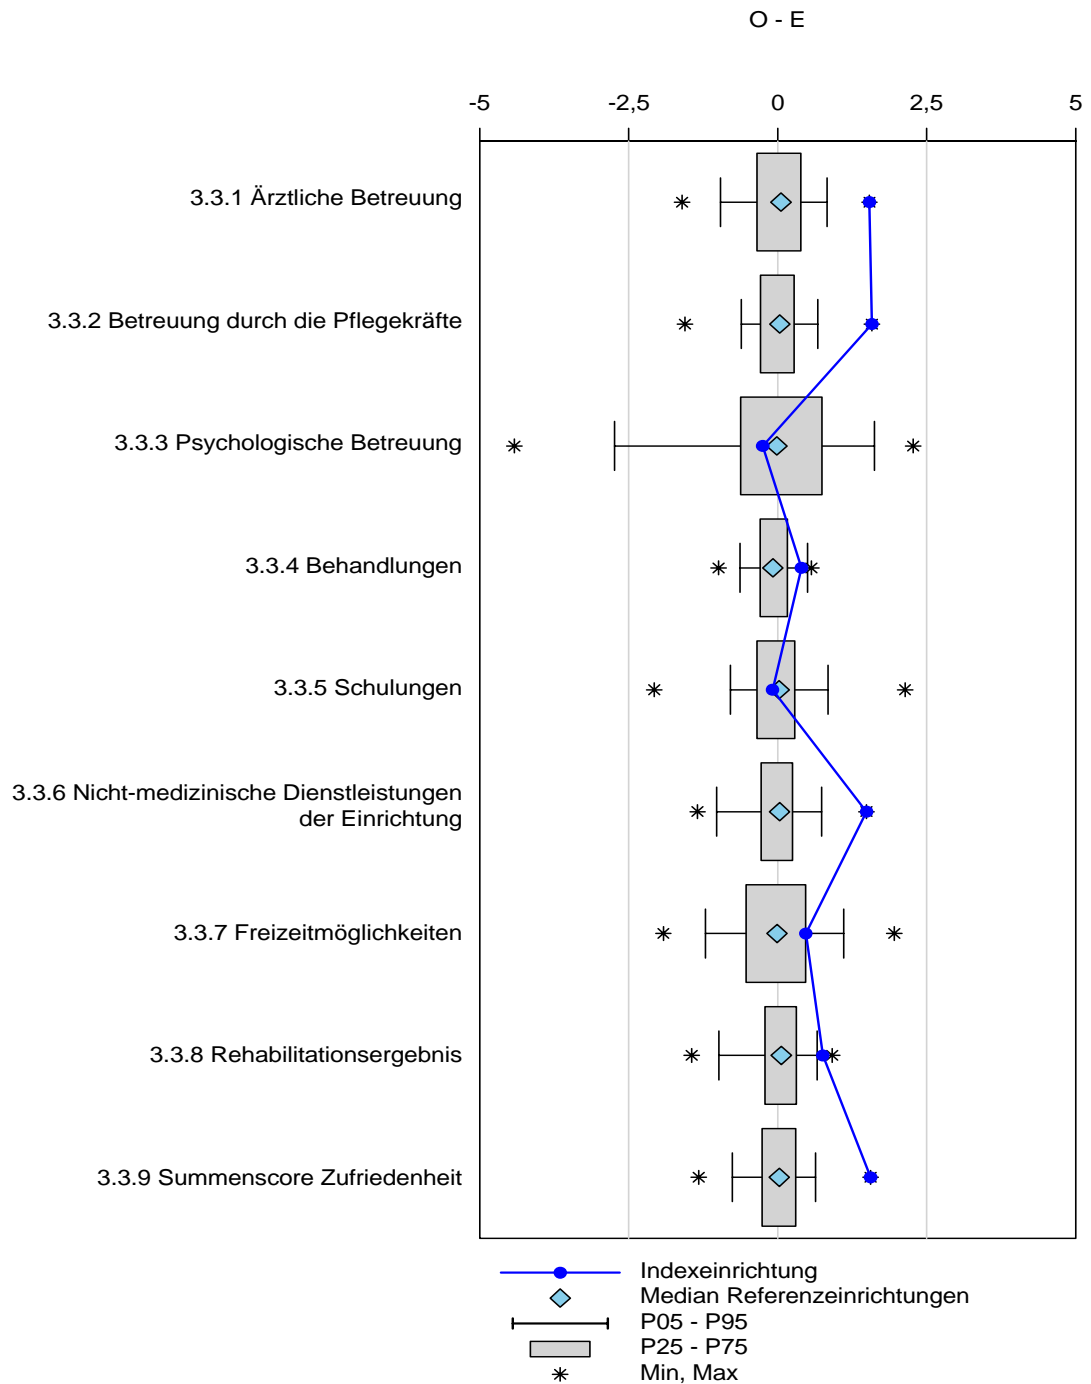 O - E
-5
-2,5
0
2,5
5
3.3.1 Ärztliche Betreuung
3.3.2 Betreuung durch die Pflegekräfte
3.3.3 Psychologische Betreuung
3.3.4 Behandlungen
3.3.5 Schulungen
3.3.6 Nicht-medizinische Dienstleistungen
der Einrichtung
3.3.7 Freizeitmöglichkeiten
3.3.8 Rehabilitationsergebnis
3.3.9 Summenscore Zufriedenheit
Indexeinrichtung
Median Referenzeinrichtungen
P05 - P95
P25 - P75
Min, Max